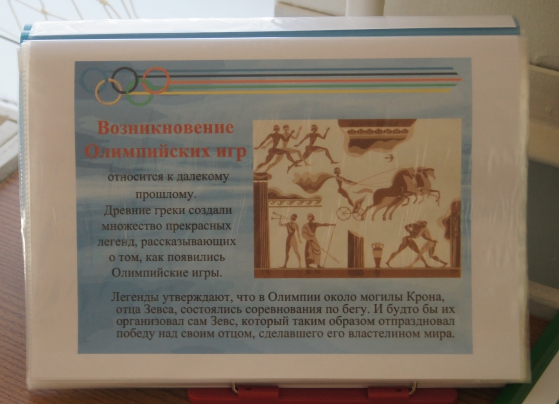 Возникновение
Олимпийских игр
относится к далекому
прошлому.
Древние греки создали
множество прекрасных
легенд, рассказывающих
о том, как появились
Олимпийские игры.
Легенды утверждают, что в Олимпии около могилы Крона,
отца Зевса, состоялись соревнования по бегу. И будто бы их
организовал сам Зевс, который таким образом отпраздновал
победу над своим отцом, сделавшего его властелином мира.